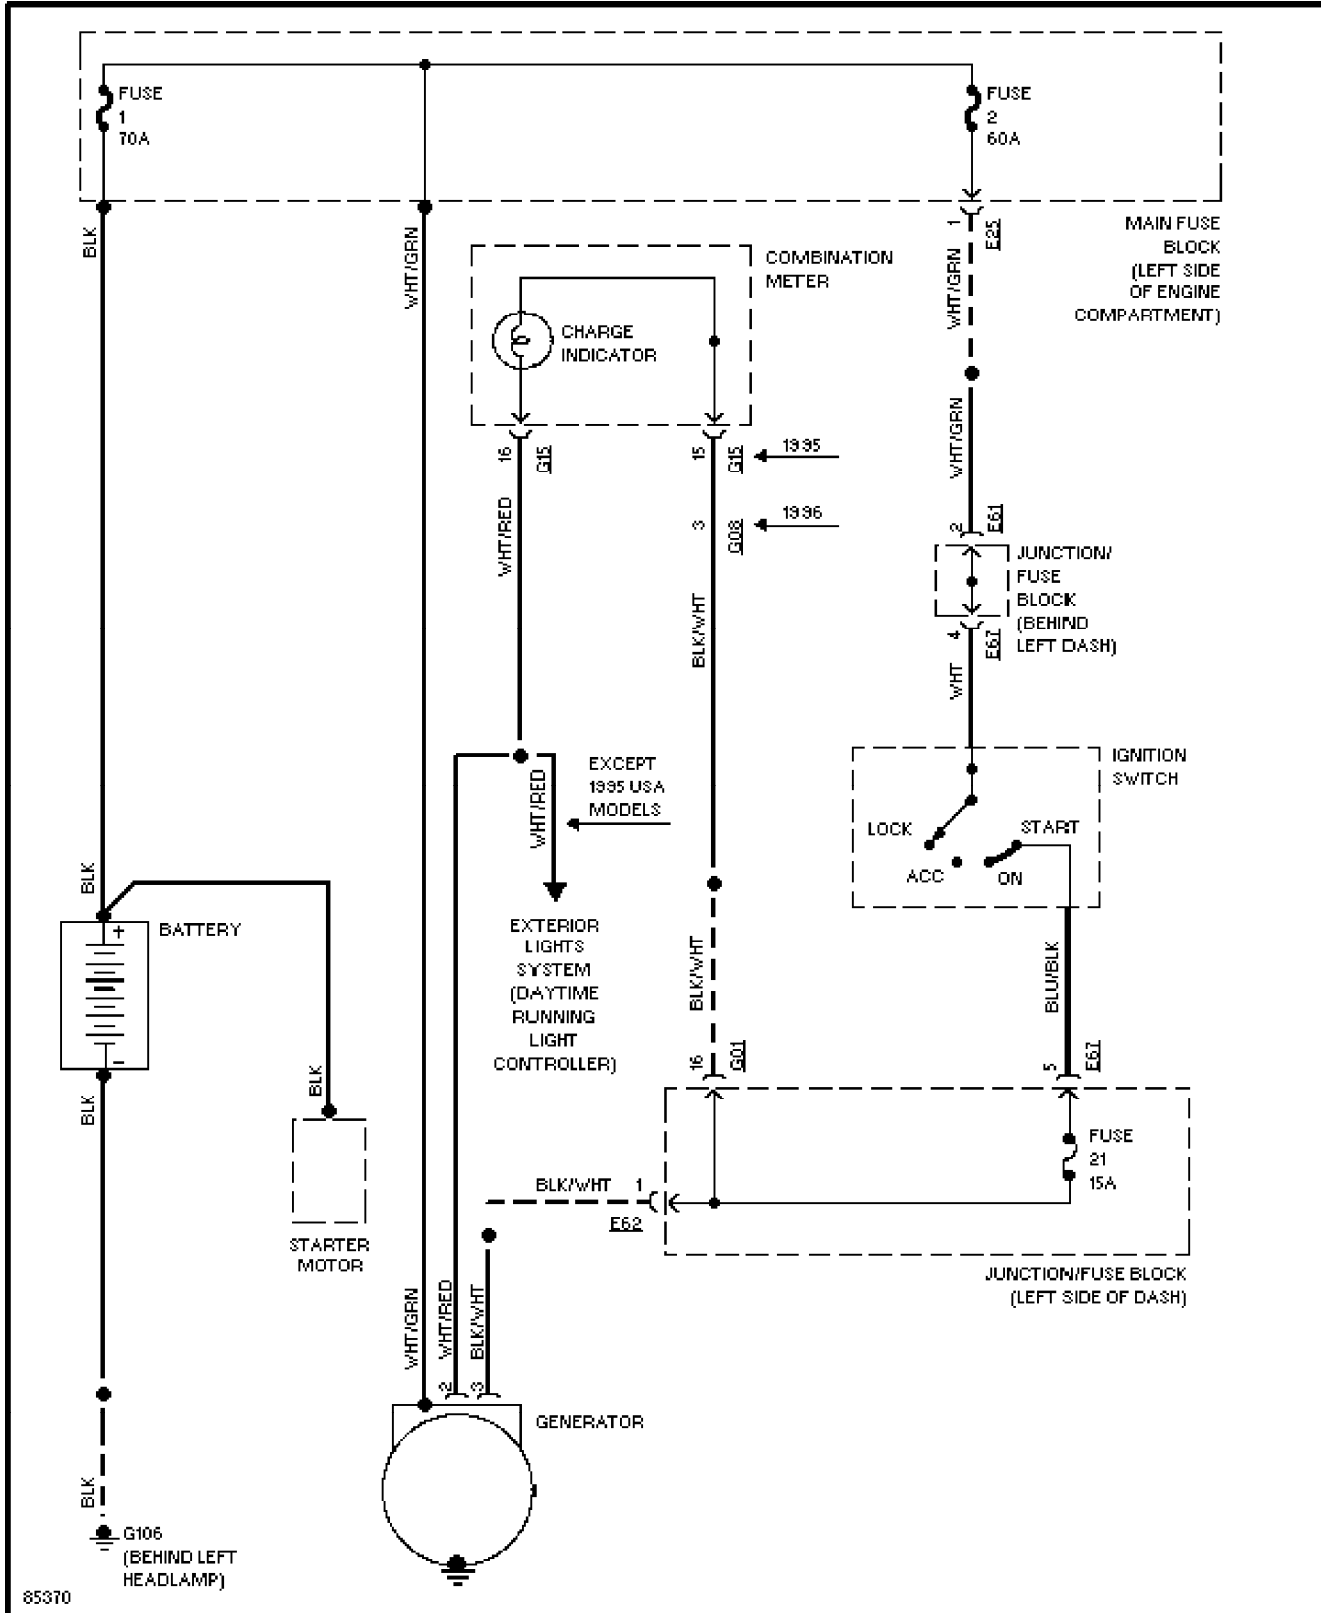 FUSE
1
70A
FUSE
2
60A
MAIN FUSE
BLOCK
(LEFT SIDE
OF ENGINE
COMPARTMENT)
BLK
WHT/GRN
1
E25
WHT/GRN
COMBINATION
METER
CHARGE
INDICATOR
16
G15
15
G15
1995
3
G08
1996
WHT/RED
BLK/WHT
WHT/GRN
2
E61
JUNCTION/
FUSE
BLOCK
(BEHIND
LEFT DASH)
4
E67
WHT
IGNITION
SWITCH
LOCK
START
ACC
ON
EXCEPT
1995 USA
MODELS
WHT/RED
EXTERIOR
LIGHTS
SYSTEM
(DAYTIME
RUNNING
LIGHT
CONTROLLER)
BLK
BATTERY
+
-
BLK
BLK
STARTER
MOTOR
BLK/WHT
16
G01
BLU/BLK
5
E67
FUSE
21
15A
BLK/WHT
1
E62
JUNCTION/FUSE BLOCK
(LEFT SIDE OF DASH)
WHT/GRN
WHT/RED
BLK/WHT
2
3
GENERATOR
BLK
G106
(BEHIND LEFT
HEADLAMP)
85370